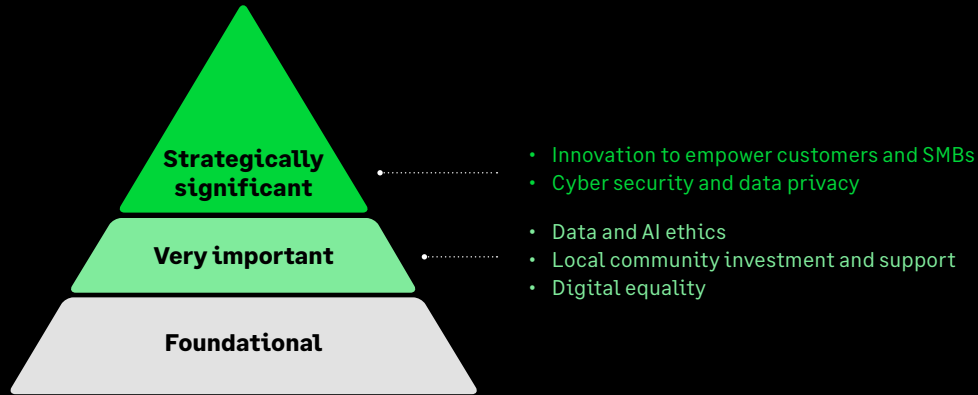 Strategically
significant
• Innovation to empower customers and SMBs
• Cyber security and data privacy
Very important
• Data and AI ethics
• Local community investment and support
• Digital equality
Foundational